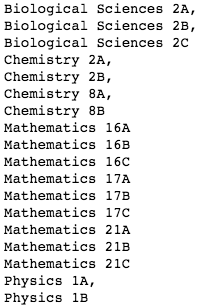 Biological Sciences 2A,
Biological Sciences 2B,
Biological Sciences 2C
Chemistry 2A,
Chemistry 2B,
Chemistry 8A,
Chemistry 8B
Mathematics 16A
Mathematics 16B
Mathematics 16C
Mathematics 17A
Mathematics 17B
Mathematics 17C
Mathematics 21A
Mathematics 21B
Mathematics 21C
Physics 1A,
Physics 1B